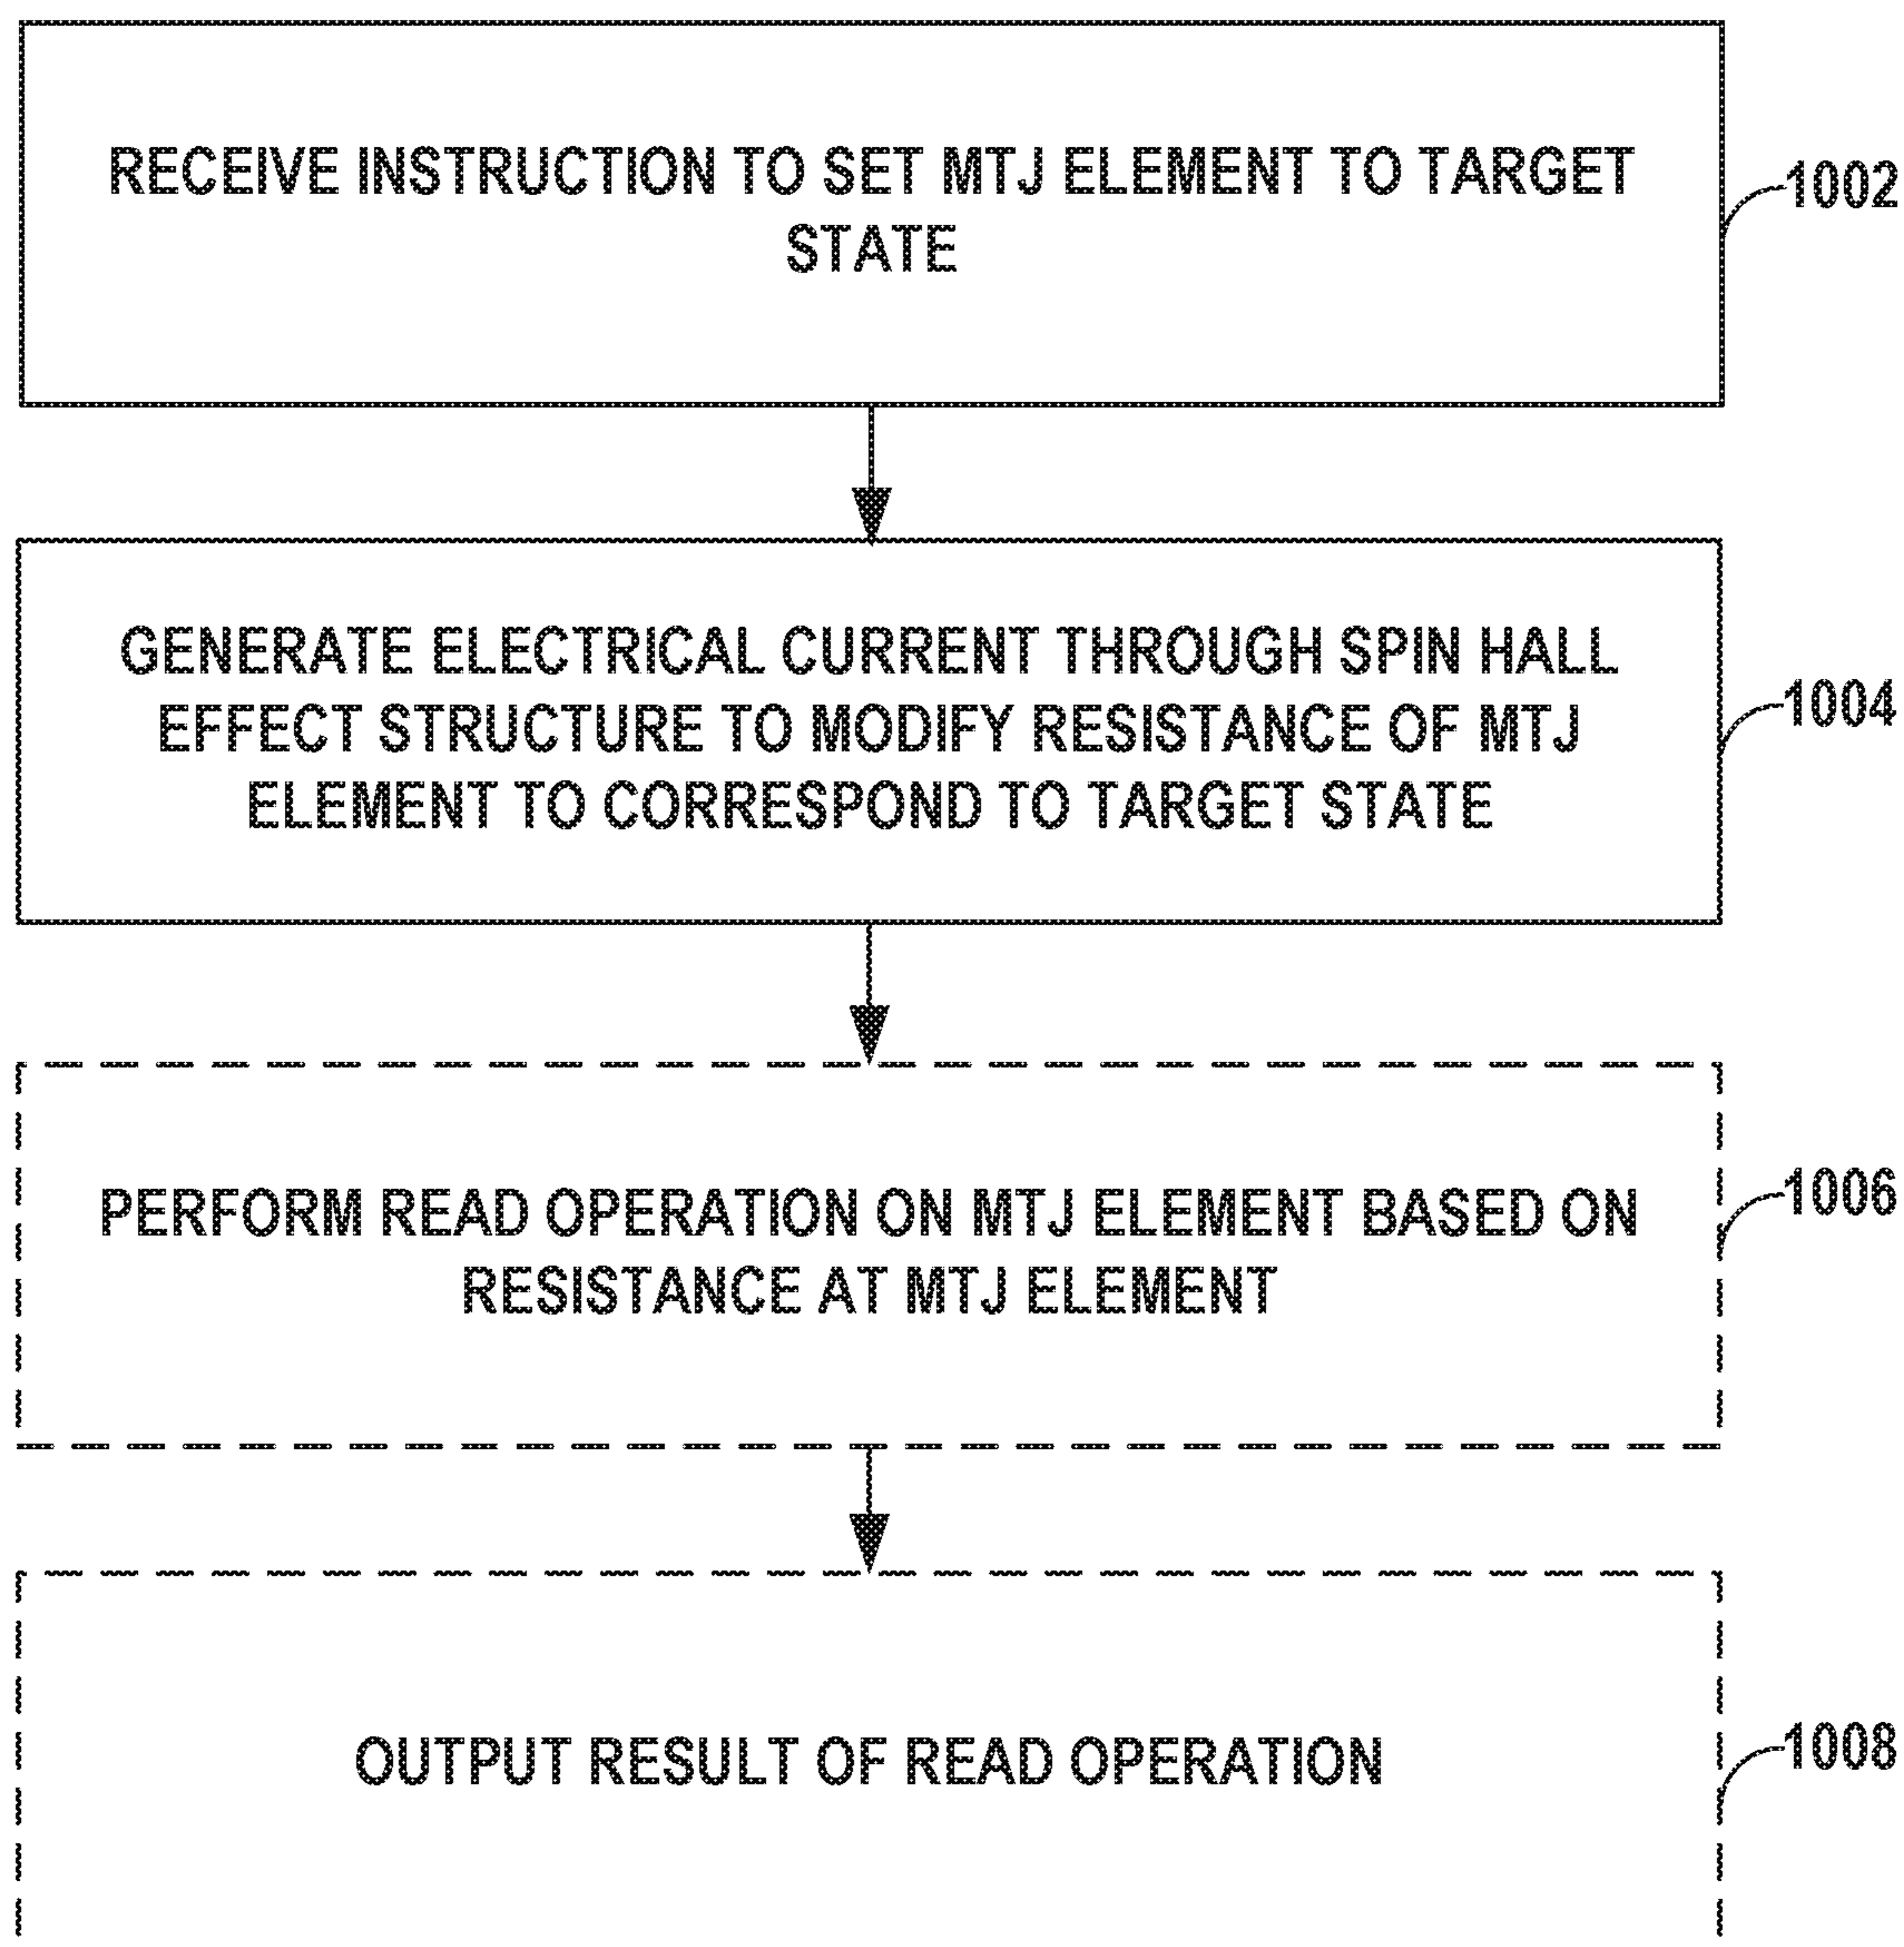 RECEIVE INSTRUCTION TO SET MTJ ELEMENT TO TARGET
STATE
1002
GENERATE ELECTRICAL CURRENT THROUGH SPIN HALL
EFFECT STRUCTURE TO MODIFY RESISTANCE OF MTJ
ELEMENT TO CORRESPOND TO TARGET STATE
1004
PERFORM READ OPERATION ON MTJ ELEMENT BASED ON
RESISTANCE AT MTJ ELEMENT
1006
OUTPUT RESULT OF READ OPERATION
1008